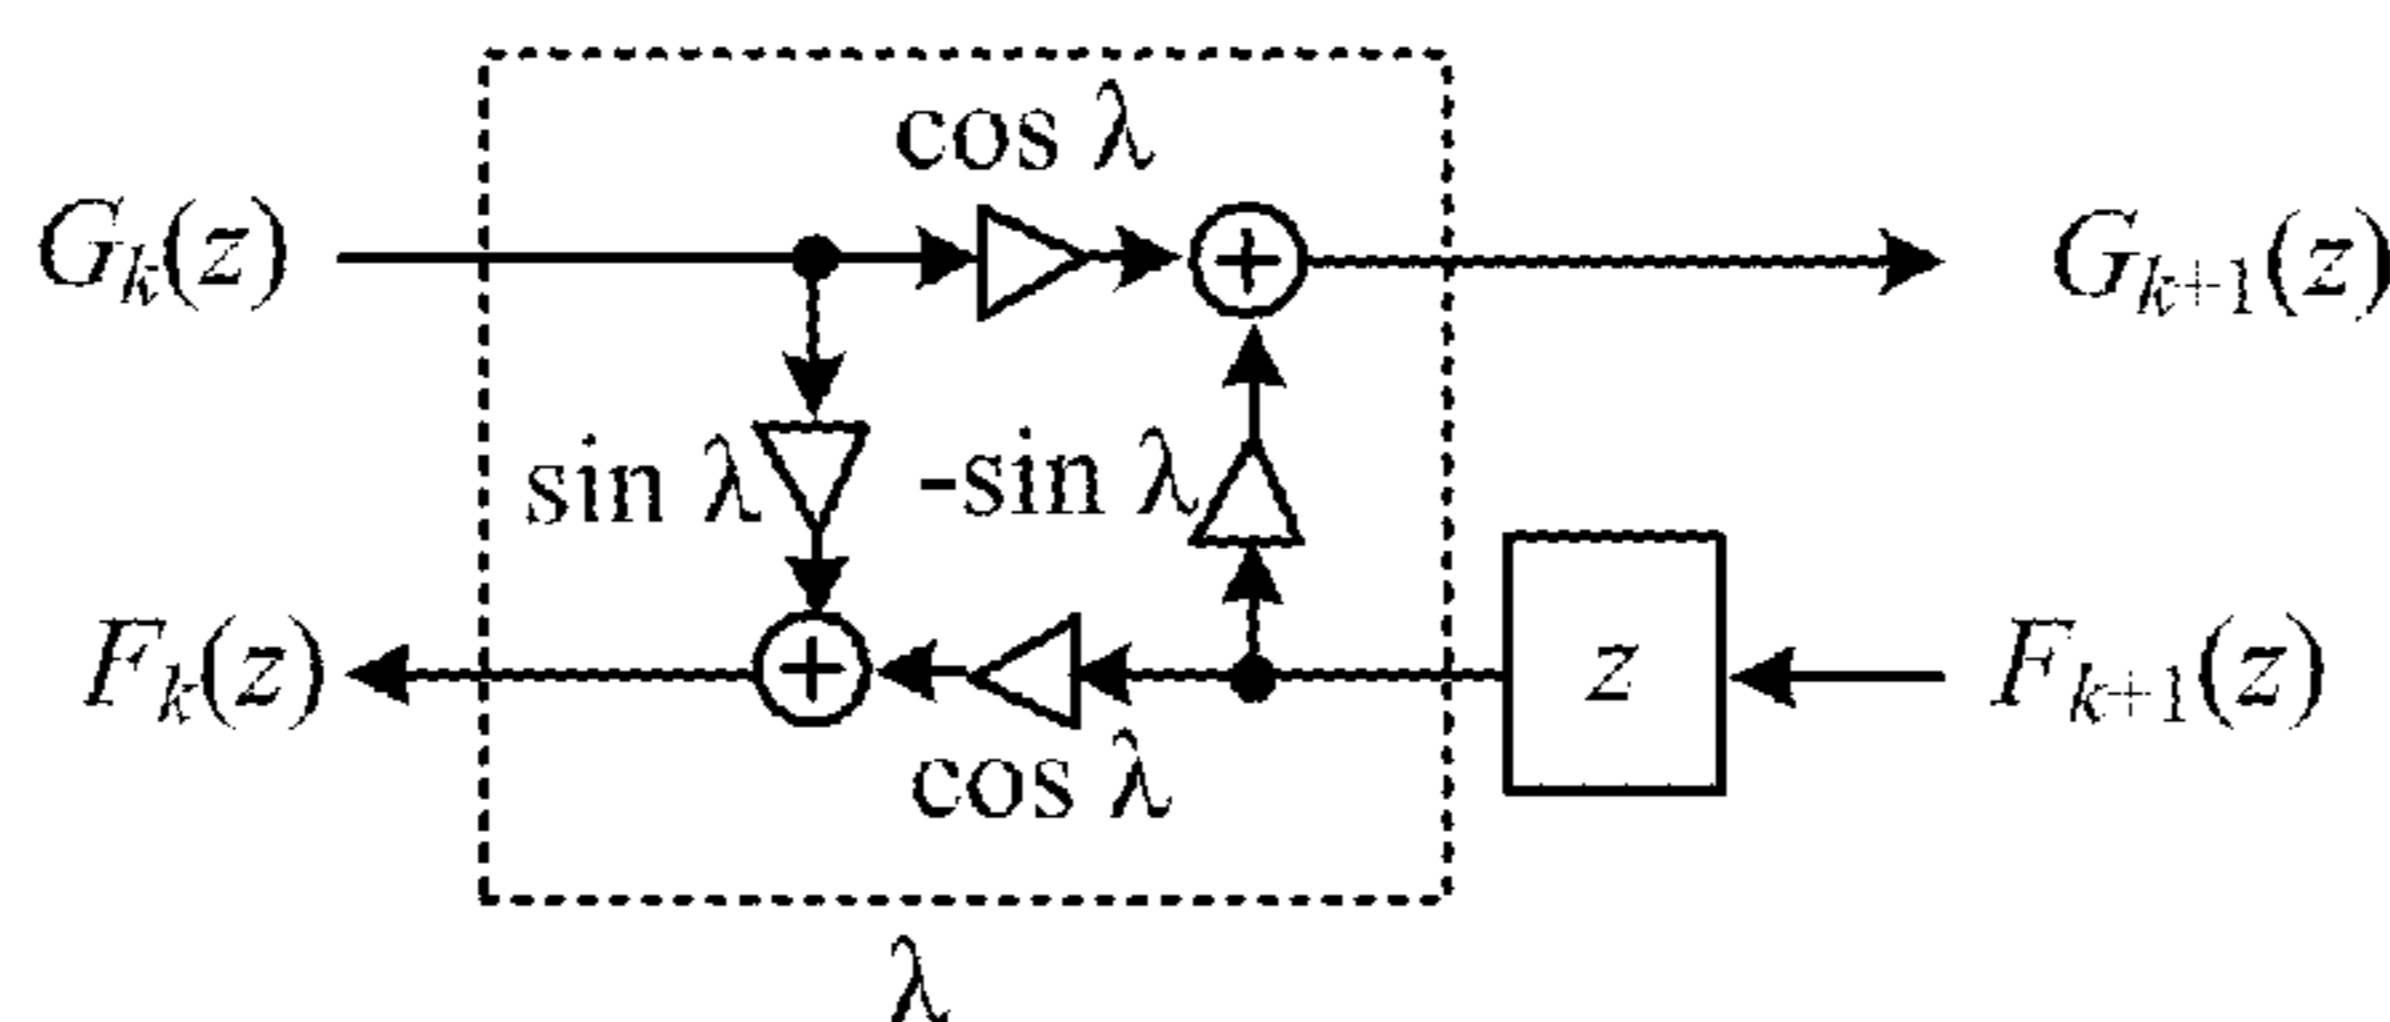 cos λ
G_k(z)
G_{k+1}(z)
sin λ
-sin λ
F_k(z)
z
F_{k+1}(z)
cos λ
λ